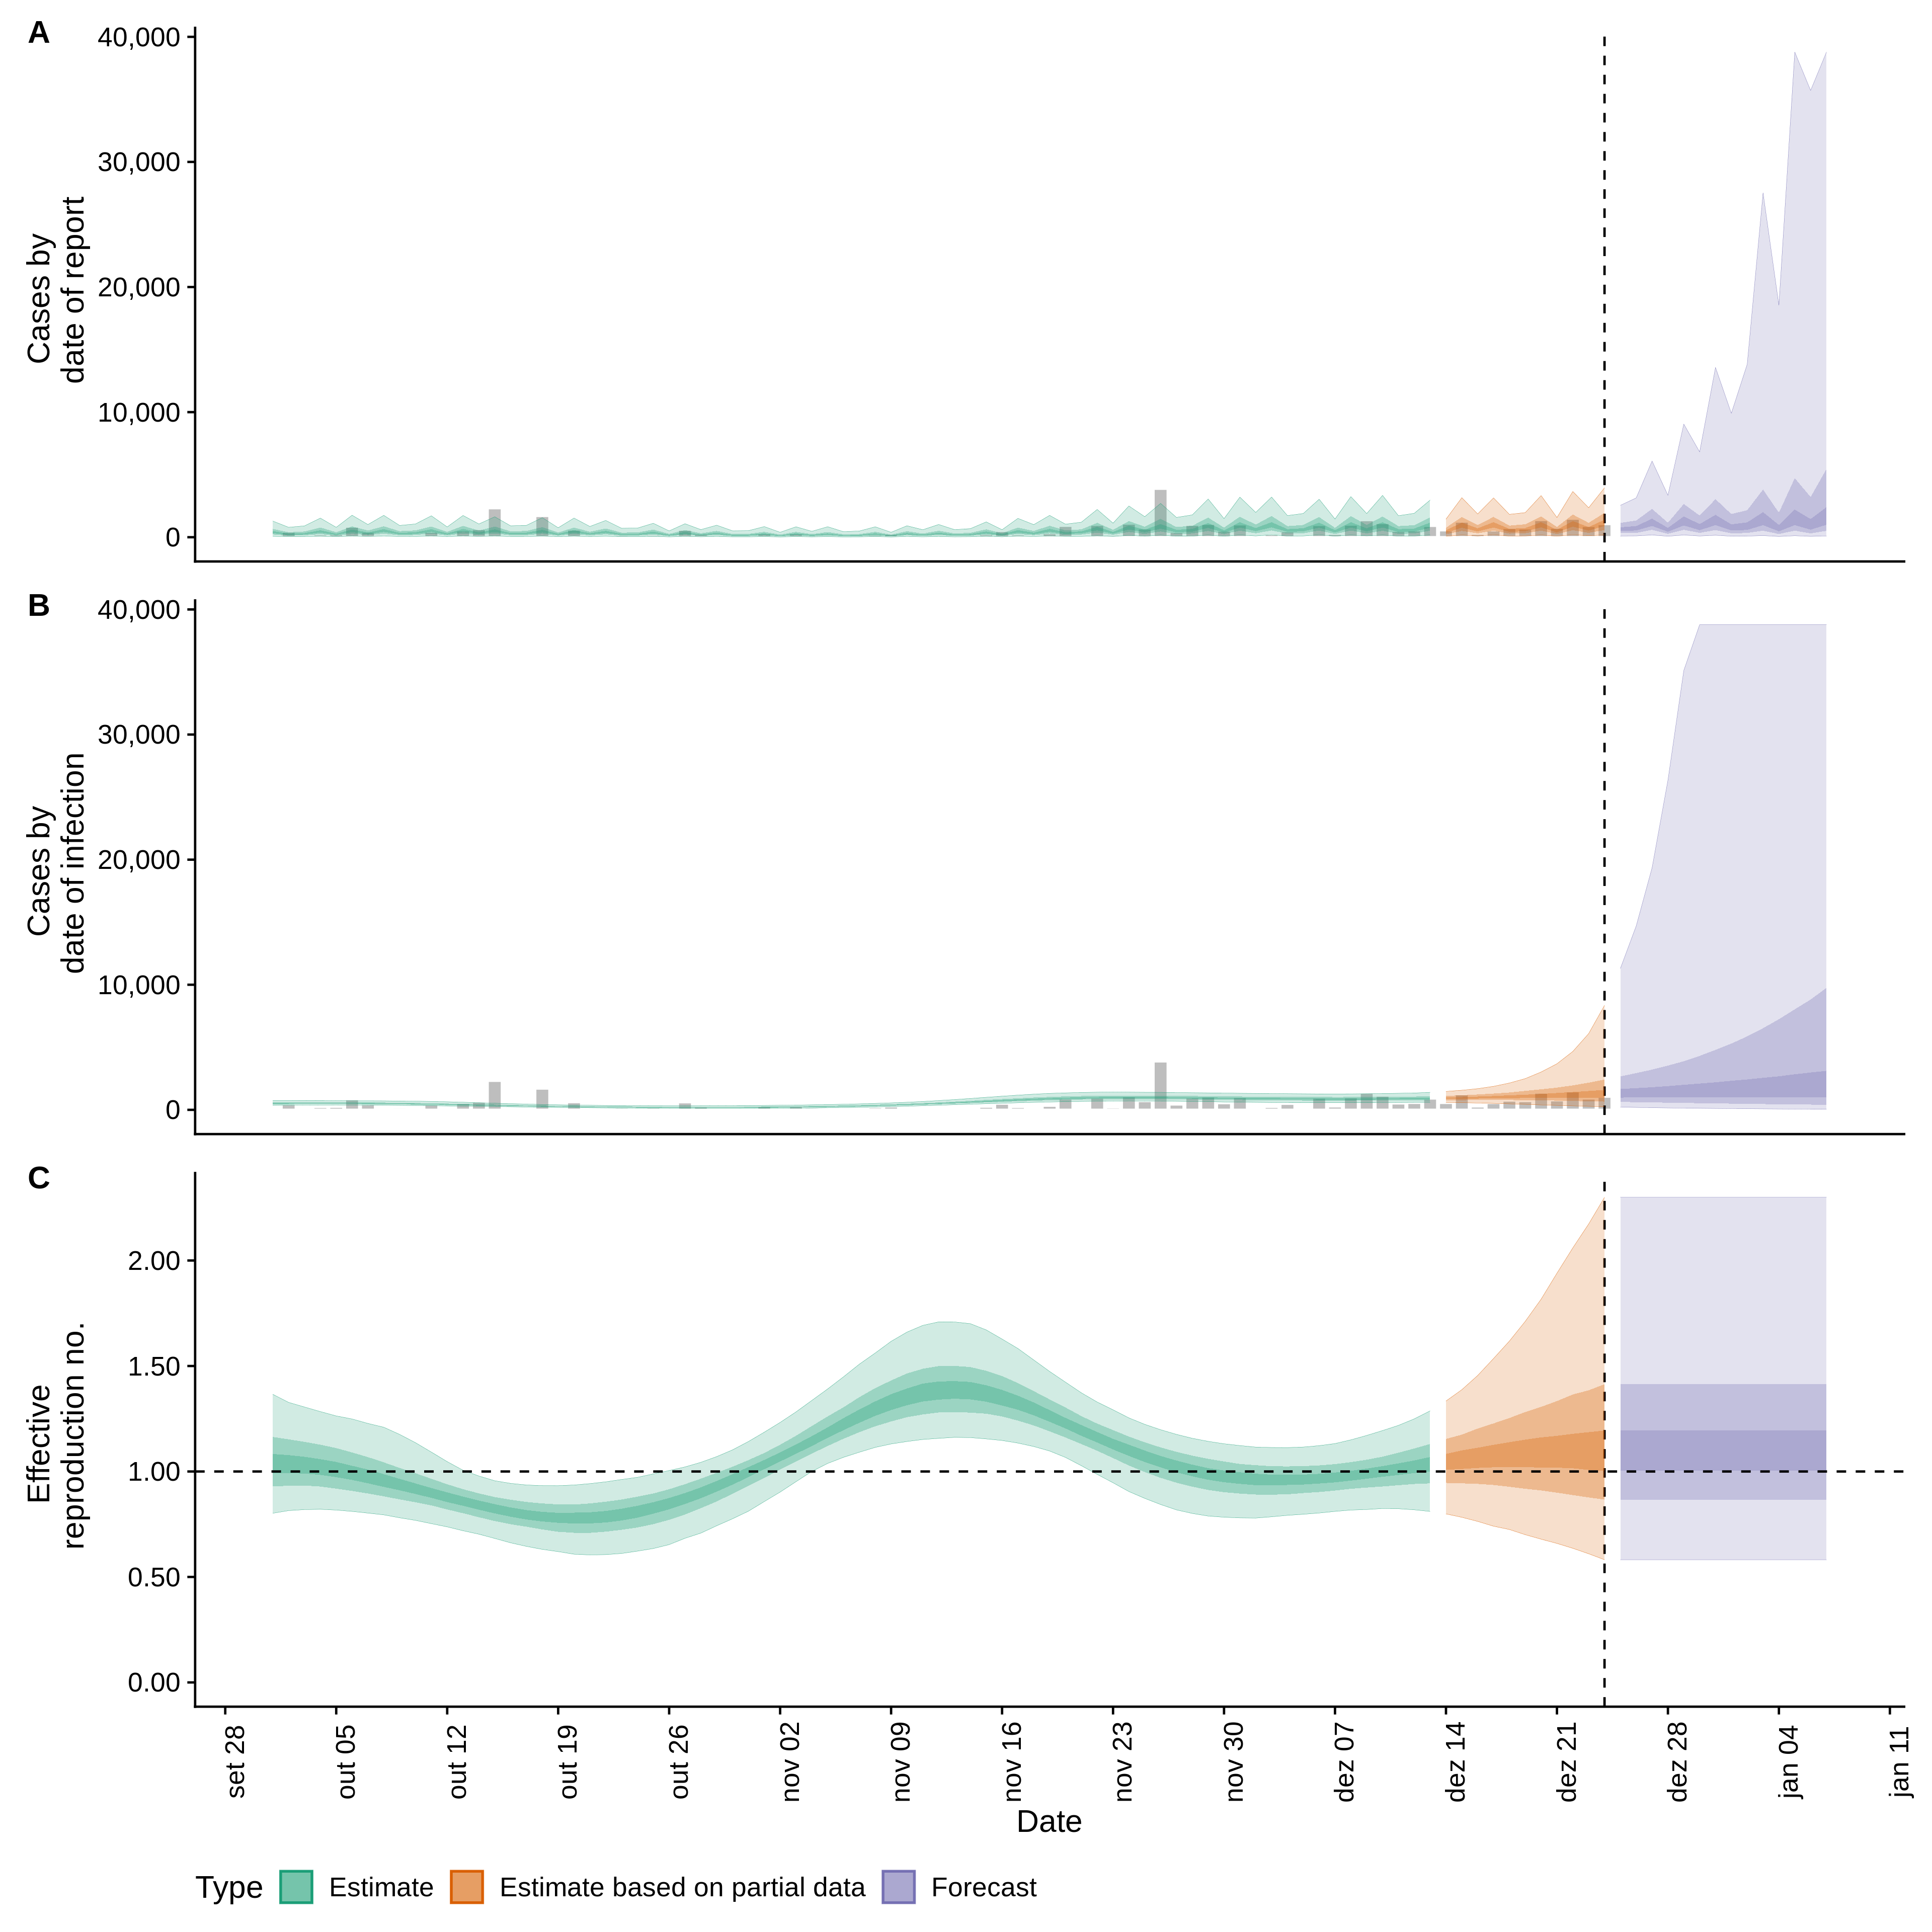 A
40,000
30,000
20,000
10,000
0
Cases by
date of report
B
40,000
30,000
20,000
10,000
0
Cases by
date of infection
C
2.00
1.50
1.00
0.50
0.00
Effective
reproduction no.
set 28
out 05
out 12
out 19
out 26
nov 02
nov 09
nov 16
nov 23
nov 30
dez 07
dez 14
dez 21
dez 28
jan 04
jan 11
Date
Type
Estimate
Estimate based on partial data
Forecast